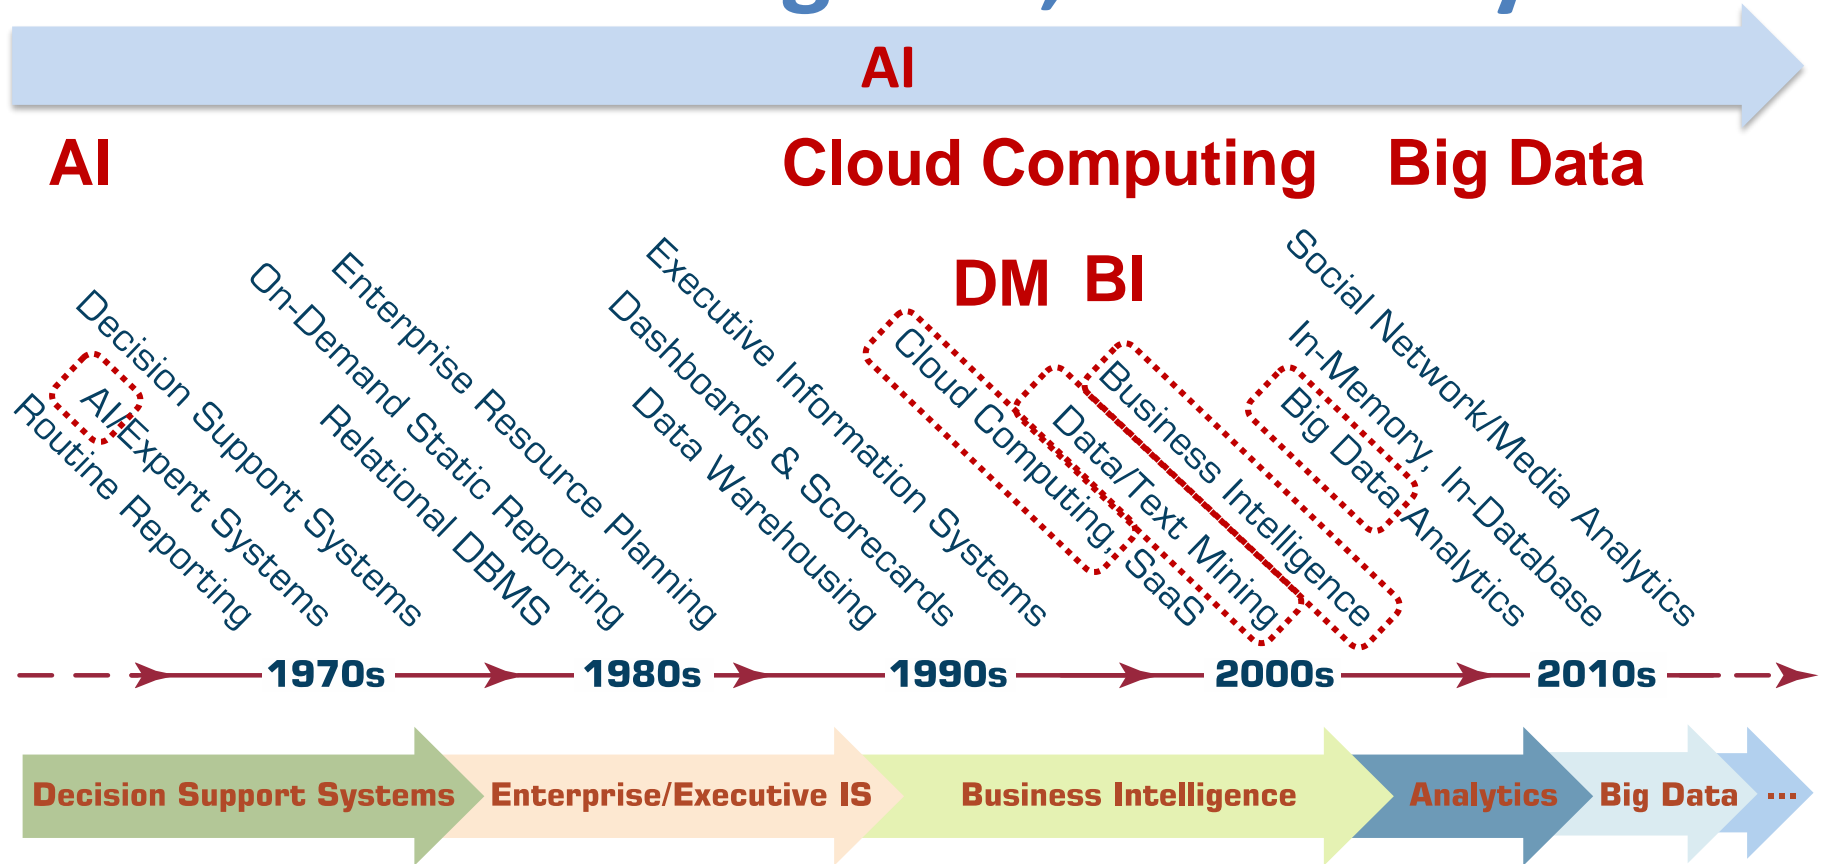 AI
AI
Cloud Computing
Big Data
DM
BI
Routine Reporting
AI/Expert Systems
Decision Support Systems
Relational DBMS
On-Demand Static Reporting
Enterprise Resource Planning
Data Warehousing
Dashboards & Scorecards
Executive Information Systems
Cloud Computing, SaaS
Data/Text Mining
Business Intelligence
Big Data Analytics
In-Memory, In-Database
Social Network/Media Analytics
1970s
1980s
1990s
2000s
2010s
Decision Support Systems
Enterprise/Executive IS
Business Intelligence
Analytics
Big Data
...